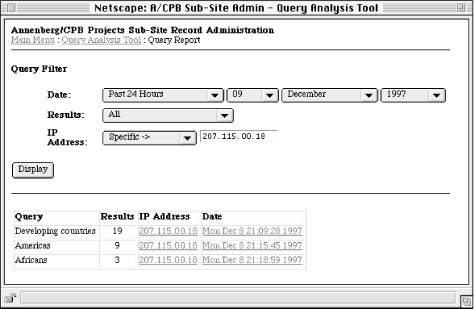 Netscape: A/CPB Sub-Site Admin - Query Analysis Tool
Annenberg/CPB Projects Sub-Site Record Administration
Main Menu : Query Analysis Tool : Query Report
Query Filter
Date: Past 24 Hours 09 December 1997
Results: All
IP
Address: Specific -> 207.115.00.18
Display
Query Results IP Address Date
Developing countries 19 207.115.00.18 Mon Dec 8 21:09:28 1997
Americas 9 207.115.00.18 Mon Dec 8 21:15:45 1997
Africans 3 207.115.00.18 Mon Dec 8 21:18:59 1997